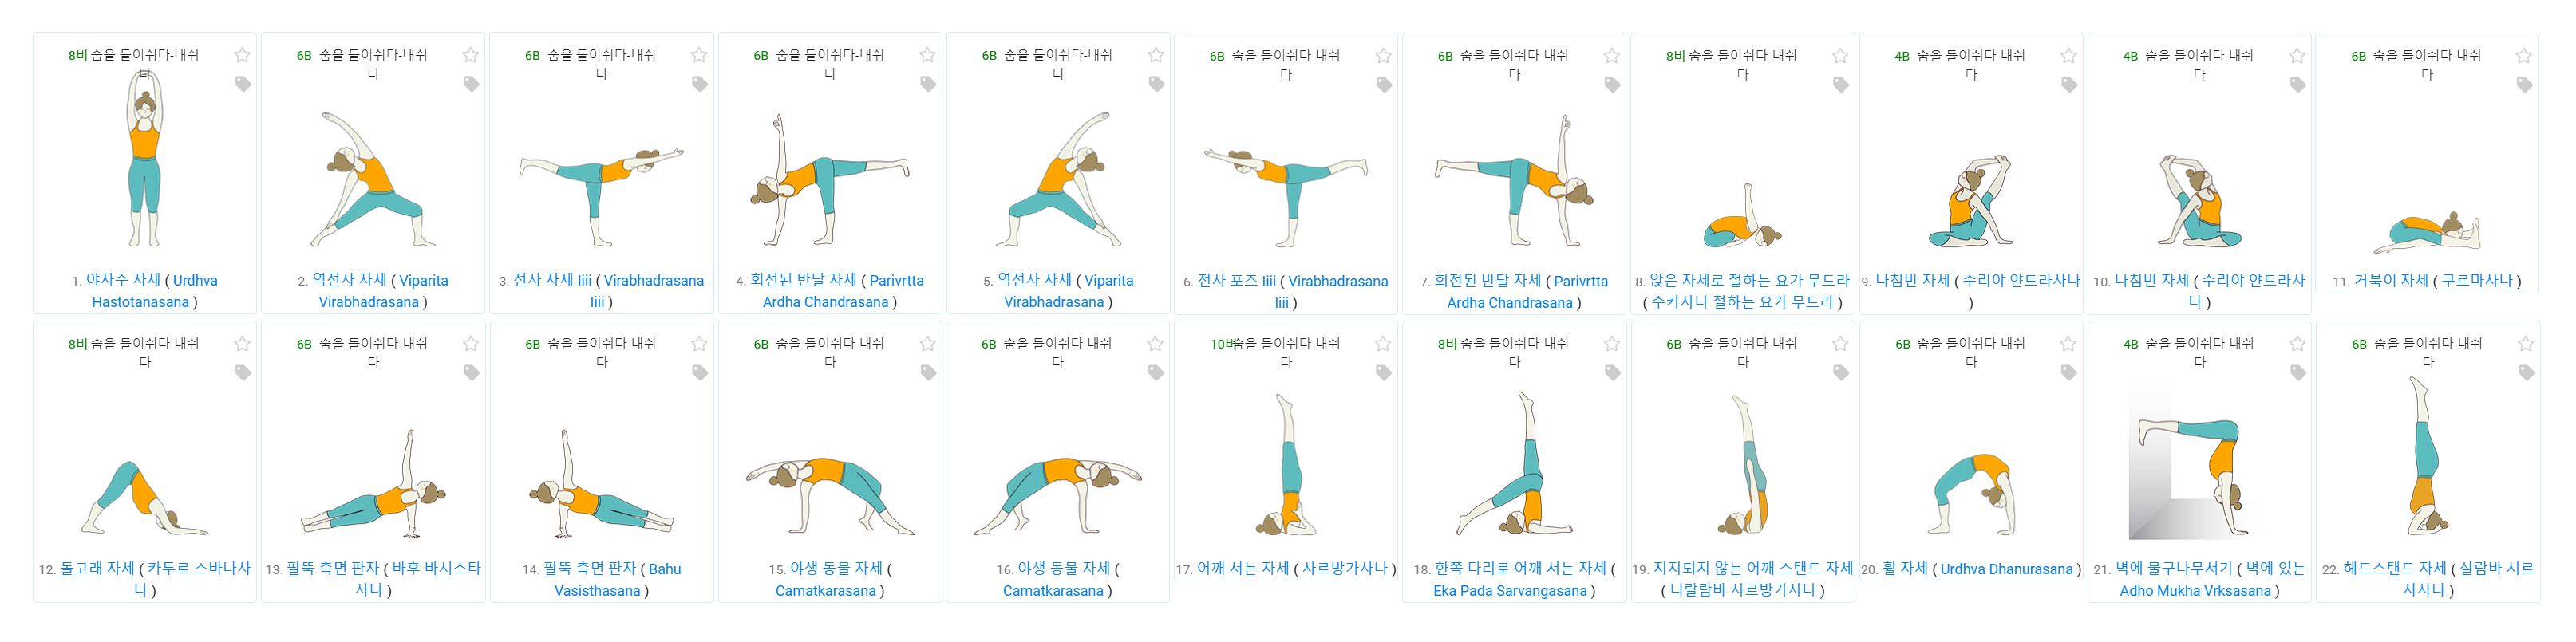 8비 숨을 들이쉬다-내쉬
다
1. 야자수 자세 ( Urdhva
Hastotanasana )
6B 숨을 들이쉬다-내쉬
다
2. 역전사 자세 ( Viparita
Virabhadrasana )
6B 숨을 들이쉬다-내쉬
다
3. 전사 자세 Iiii ( Virabhadrasana
Iiii )
6B 숨을 들이쉬다-내쉬
다
4. 회전된 반달 자세 ( Parivrtta
Ardha Chandrasana )
6B 숨을 들이쉬다-내쉬
다
5. 역전사 자세 ( Viparita
Virabhadrasana )
6B 숨을 들이쉬다-내쉬
다
6. 전사 포즈 Iiii ( Virabhadrasana
Iiii )
6B 숨을 들이쉬다-내쉬
다
7. 회전된 반달 자세 ( Parivrtta
Ardha Chandrasana )
8비 숨을 들이쉬다-내쉬
다
8. 앉은 자세로 절하는 요가 무드라
( 수카사나 절하는 요가 무드라 )
4B 숨을 들이쉬다-내쉬
다
9. 나침반 자세 ( 수리야 얀트라사나
)
4B 숨을 들이쉬다-내쉬
다
10. 나침반 자세 ( 수리야 얀트라사
나 )
6B 숨을 들이쉬다-내쉬
다
11. 거북이 자세 ( 쿠르마사나 )
8비 숨을 들이쉬다-내쉬
다
12. 돌고래 자세 ( 카투르 스바나사
나 )
6B 숨을 들이쉬다-내쉬
다
13. 팔뚝 측면 판자 ( 바후 바시스타
사나 )
6B 숨을 들이쉬다-내쉬
다
14. 팔뚝 측면 판자 ( Bahu
Vasisthasana )
6B 숨을 들이쉬다-내쉬
다
15. 야생 동물 자세 (
Camatkarasana )
6B 숨을 들이쉬다-내쉬
다
16. 야생 동물 자세 (
Camatkarasana )
10비 숨을 들이쉬다-내쉬
다
17. 어깨 서는 자세 ( 사르방가사나 )
8비 숨을 들이쉬다-내쉬
다
18. 한쪽 다리로 어깨 서는 자세 (
Eka Pada Sarvangasana )
6B 숨을 들이쉬다-내쉬
다
19. 지지되지 않는 어깨 스탠드 자세
( 니랄람바 사르방가사나 )
6B 숨을 들이쉬다-내쉬
다
20. 휠 자세 ( Urdhva Dhanurasana )
4B 숨을 들이쉬다-내쉬
다
21. 벽에 물구나무서기 ( 벽에 있는
Adho Mukha Vrksasana )
6B 숨을 들이쉬다-내쉬
다
22. 헤드스탠드 자세 ( 살람바 시르
사사나 )